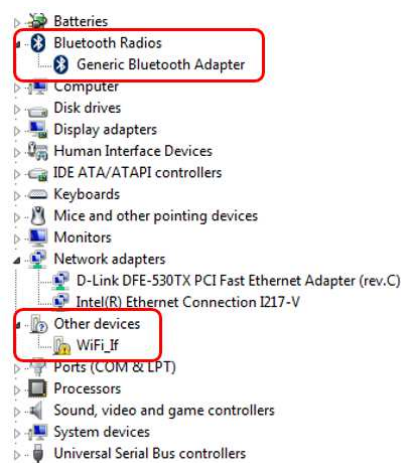 Batteries
Bluetooth Radios
Generic Bluetooth Adapter
Computer
Disk drives
Display adapters
Human Interface Devices
IDE ATA/ATAPI controllers
Keyboards
Mice and other pointing devices
Monitors
Network adapters
D-Link DFE-530TX PCI Fast Ethernet Adapter (rev.C)
Intel(R) Ethernet Connection I217-V
Other devices
WiFi_If
Ports (COM & LPT)
Processors
Sound, video and game controllers
System devices
Universal Serial Bus controllers